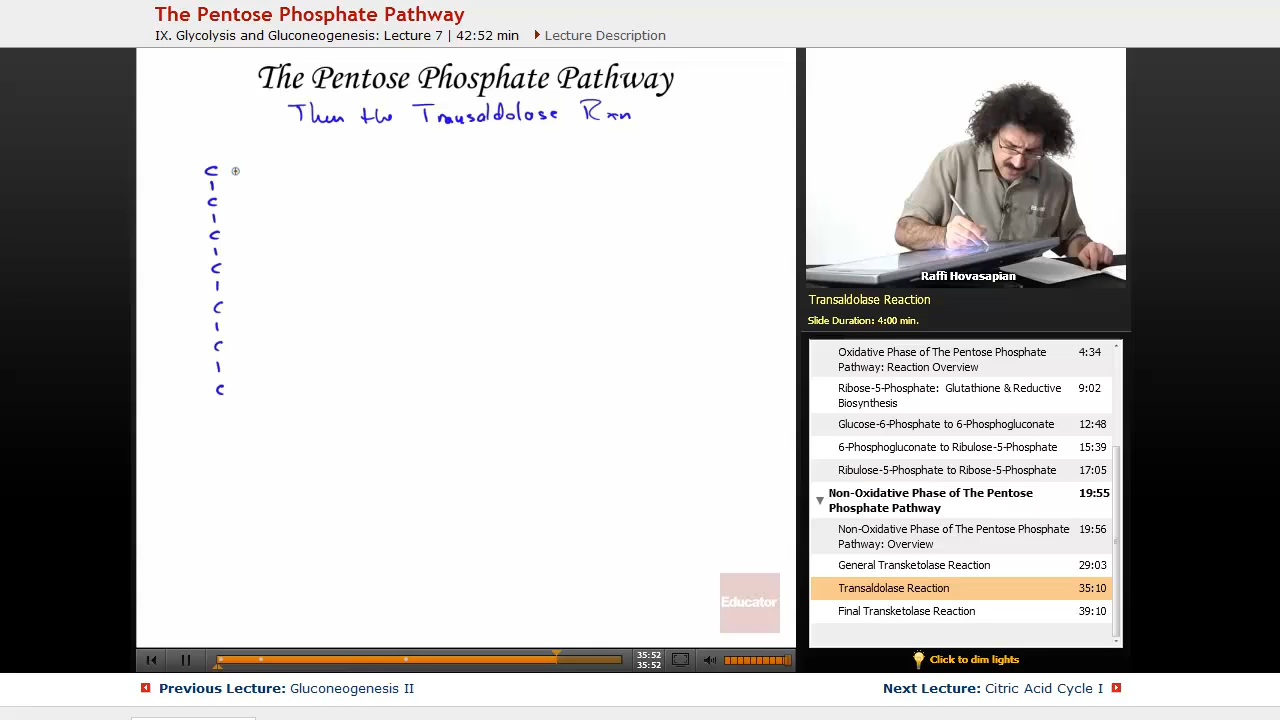 The Pentose Phosphate Pathway
IX. Glycolysis and Gluconeogenesis: Lecture 7 | 42:52 min
Lecture Description
The Pentose Phosphate Pathway
Then the Transaldolase Rxn
C
C
C
C
C
C
C
Educator
Raffi Hovasapian
Transaldolase Reaction
Slide Duration: 4:00 min.
Oxidative Phase of The Pentose Phosphate 4:34
Pathway: Reaction Overview
Ribose-5-Phosphate: Glutathione & Reductive 9:02
Biosynthesis
Glucose-6-Phosphate to 6-Phosphogluconate 12:48
6-Phosphogluconate to Ribulose-5-Phosphate 15:39
Ribulose-5-Phosphate to Ribose-5-Phosphate 17:05
Non-Oxidative Phase of The Pentose 19:55
Phosphate Pathway
Non-Oxidative Phase of The Pentose Phosphate 19:56
Pathway: Overview
General Transketolase Reaction 29:03
Transaldolase Reaction 35:10
Final Transketolase Reaction 39:10
35:52
35:52
Click to dim lights
Previous Lecture: Gluconeogenesis II
Next Lecture: Citric Acid Cycle I